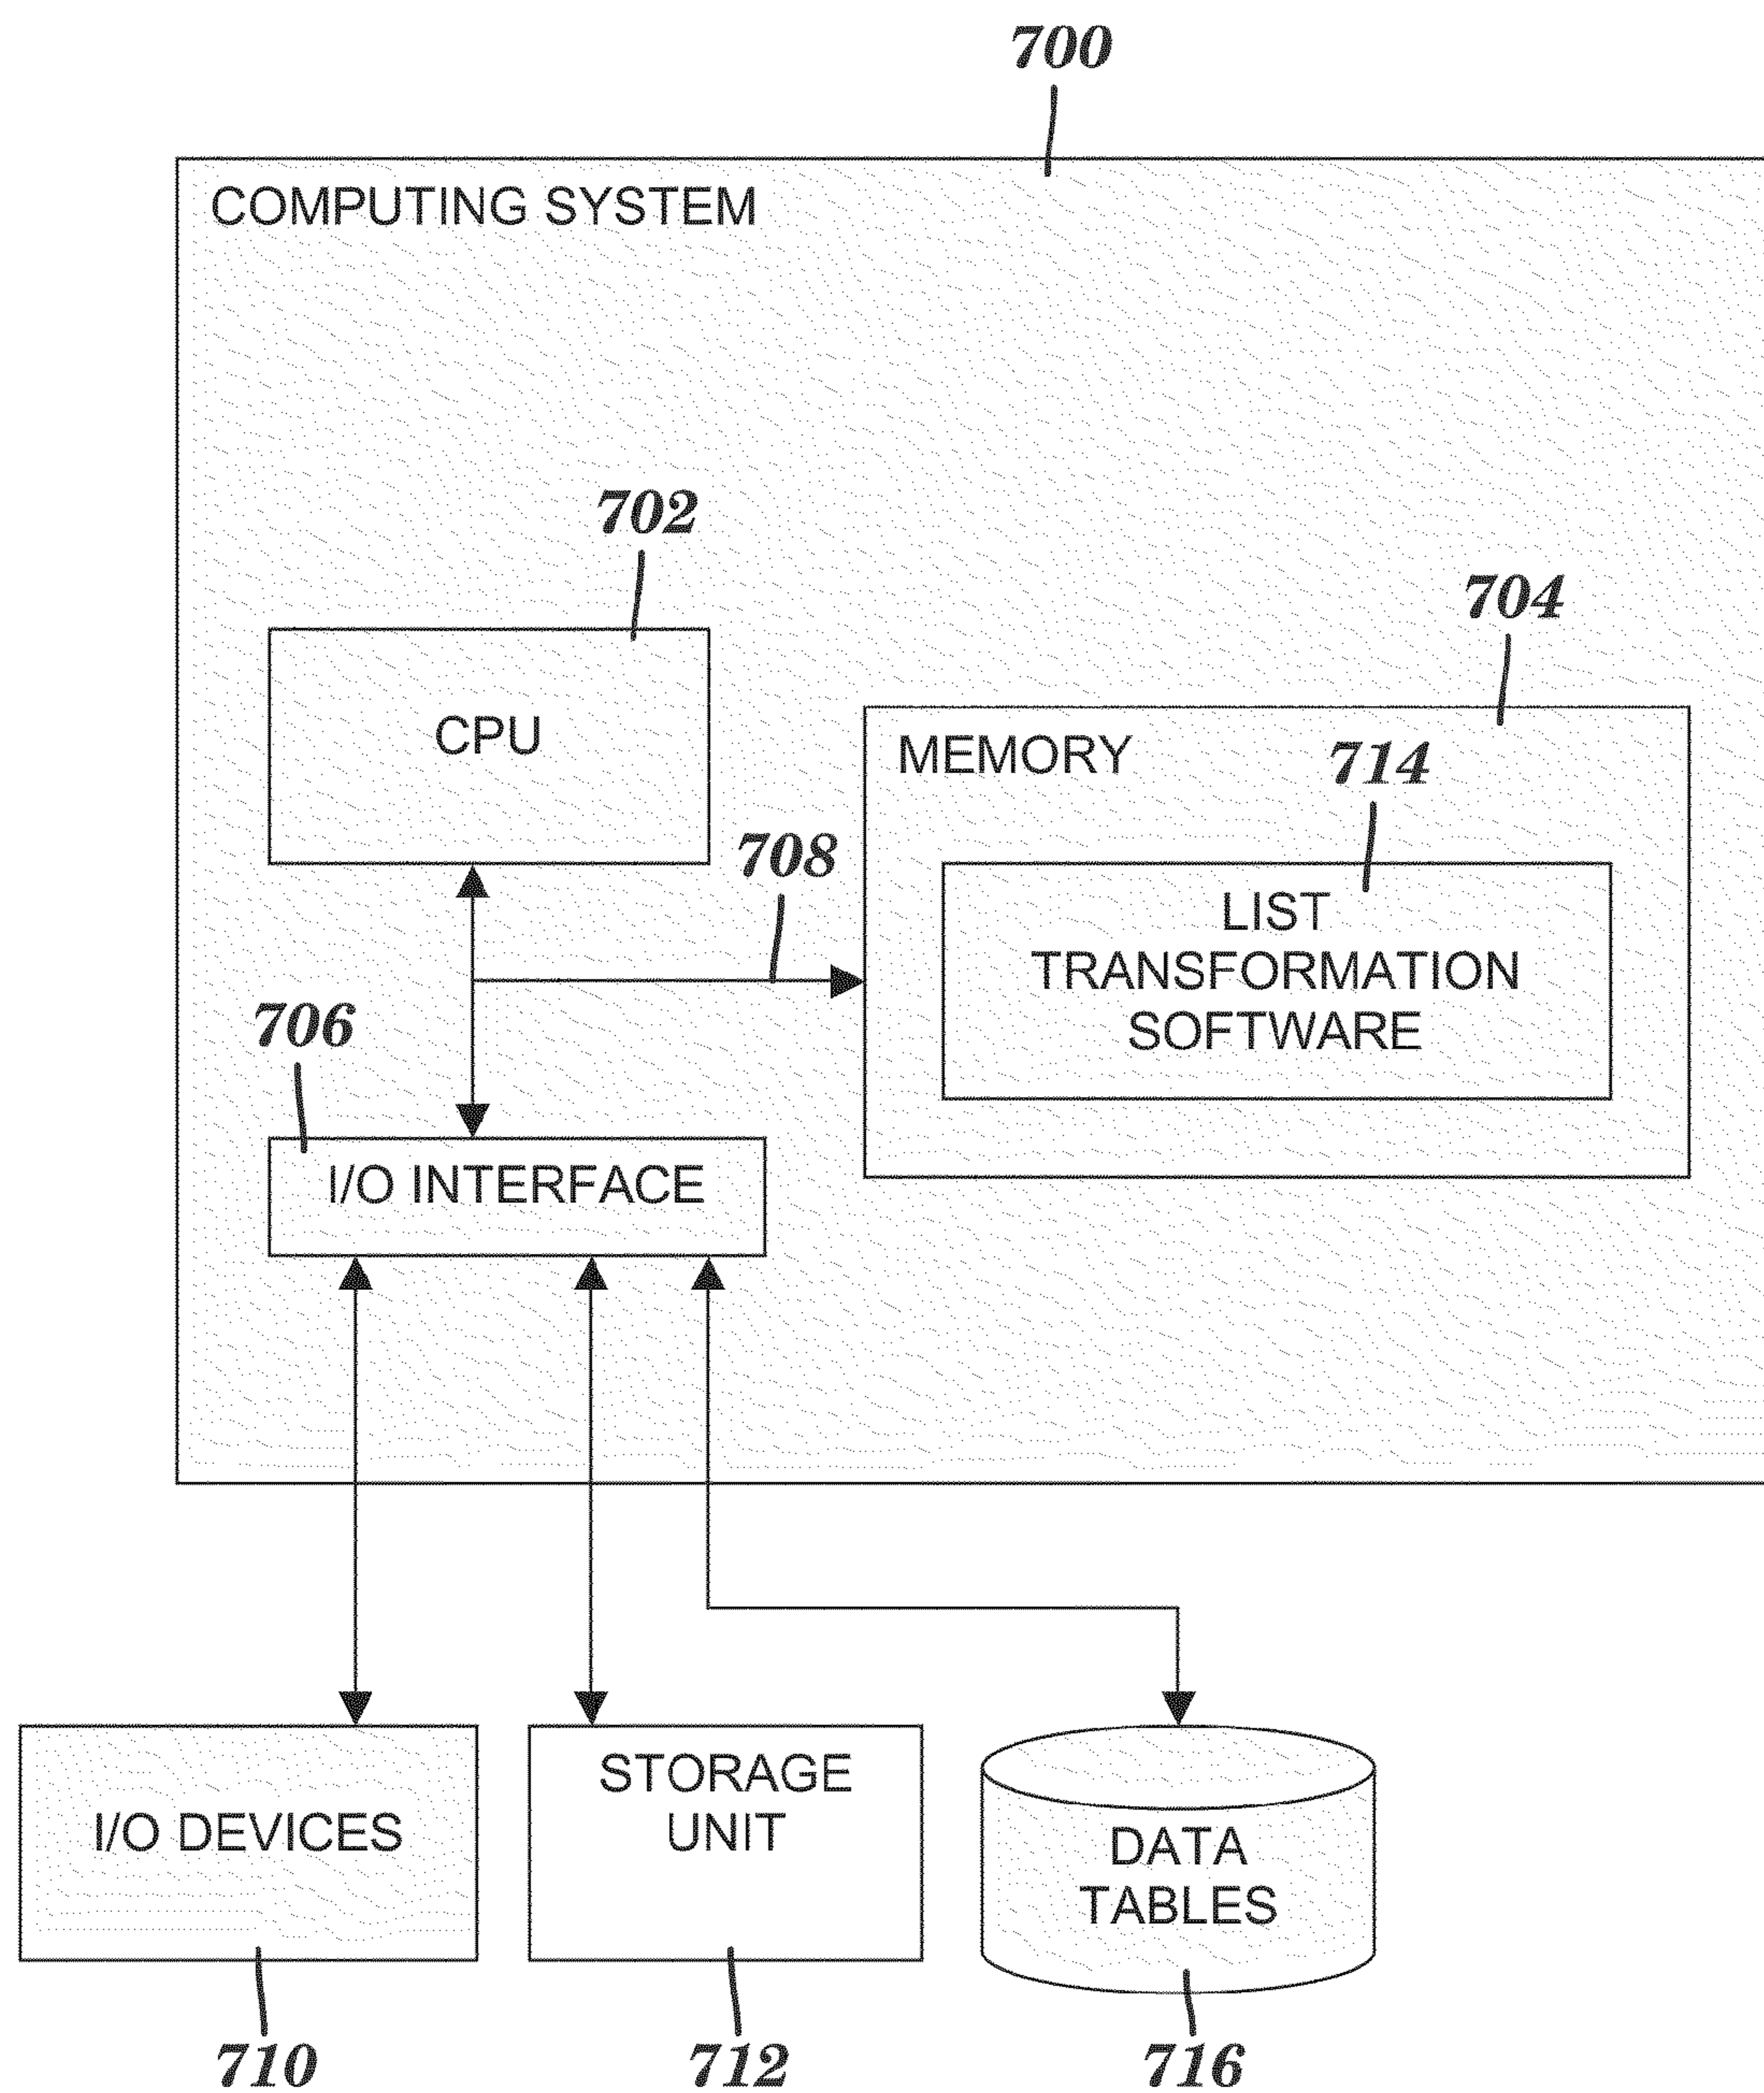 700
COMPUTING SYSTEM
702
704
CPU
MEMORY
714
708
LIST
TRANSFORMATION
SOFTWARE
706
I/O INTERFACE
STORAGE
UNIT
I/O DEVICES
DATA
TABLES
710
712
716